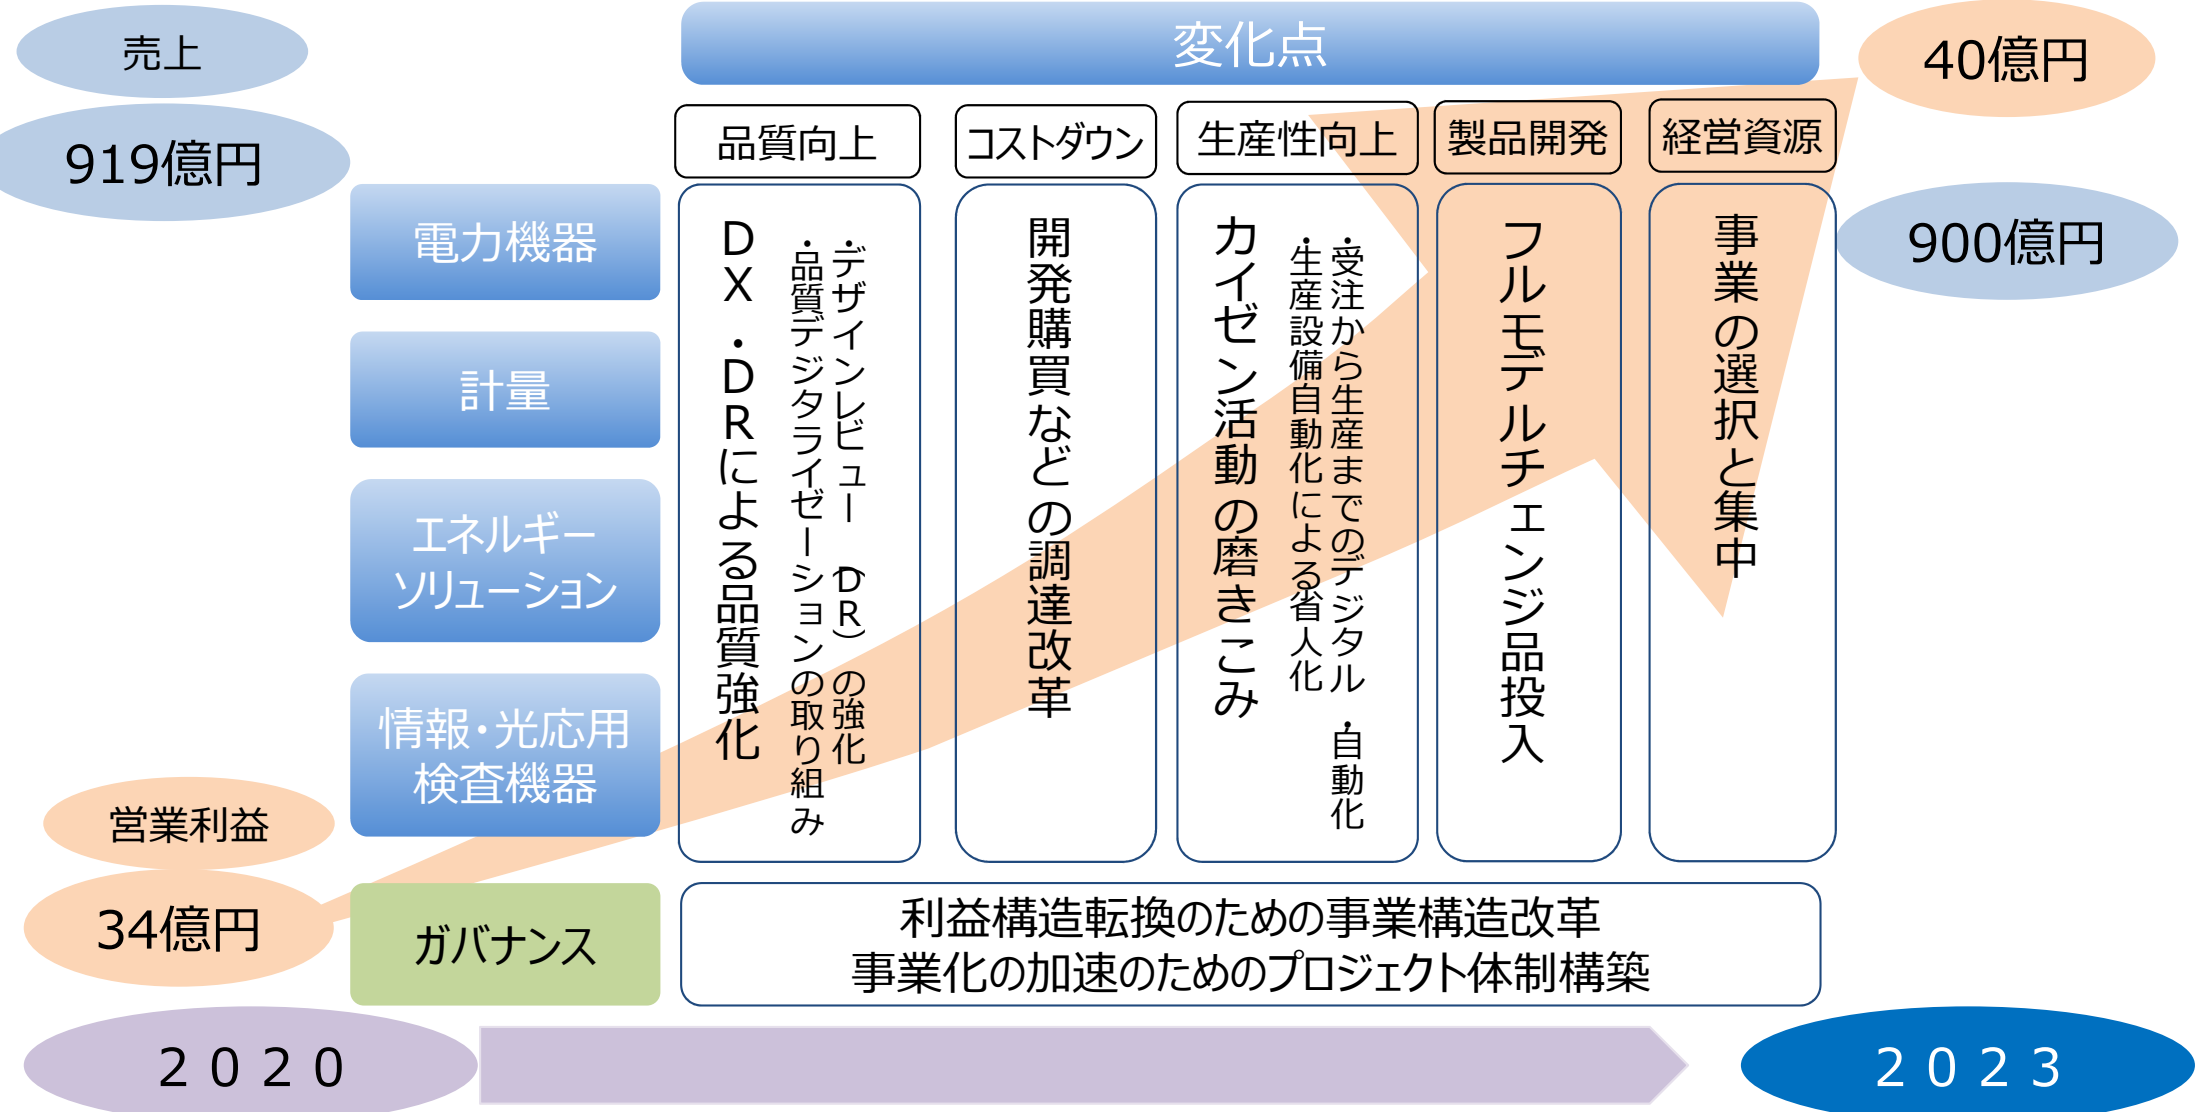 売上
919億円
変化点
40億円
900億円
品質向上
コストダウン
生産性向上
製品開発
経営資源
電力機器
計量
エネルギー
ソリューション
情報・光応用
検査機器
DX・DRによる品質強化
・品質デジタライゼーションの取り組み
・デザインレビュー（DR）の強化
開発購買などの調達改革
カイゼン活動の磨きこみ
・生産設備自動化による省人化
・受注から生産までのデジタル・自動化
フルモデルチェンジ品投入
事業の選択と集中
営業利益
34億円
ガバナンス
利益構造転換のための事業構造改革
事業化の加速のためのプロジェクト体制構築
２０２０
２０２３